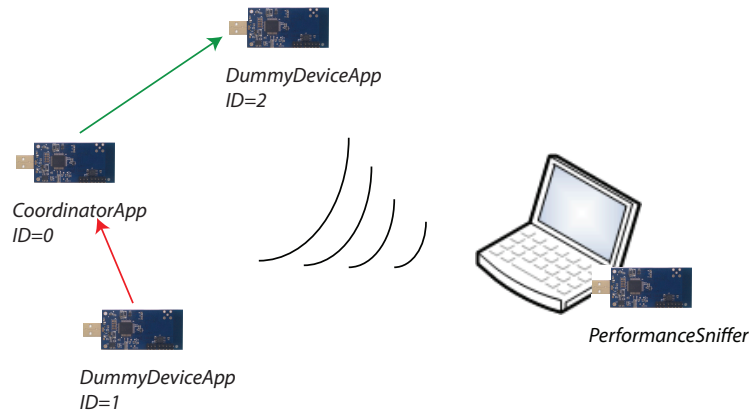 DummyDeviceApp
ID=2
CoordinatorApp
ID=0
PerformanceSniffer
DummyDeviceApp
ID=1